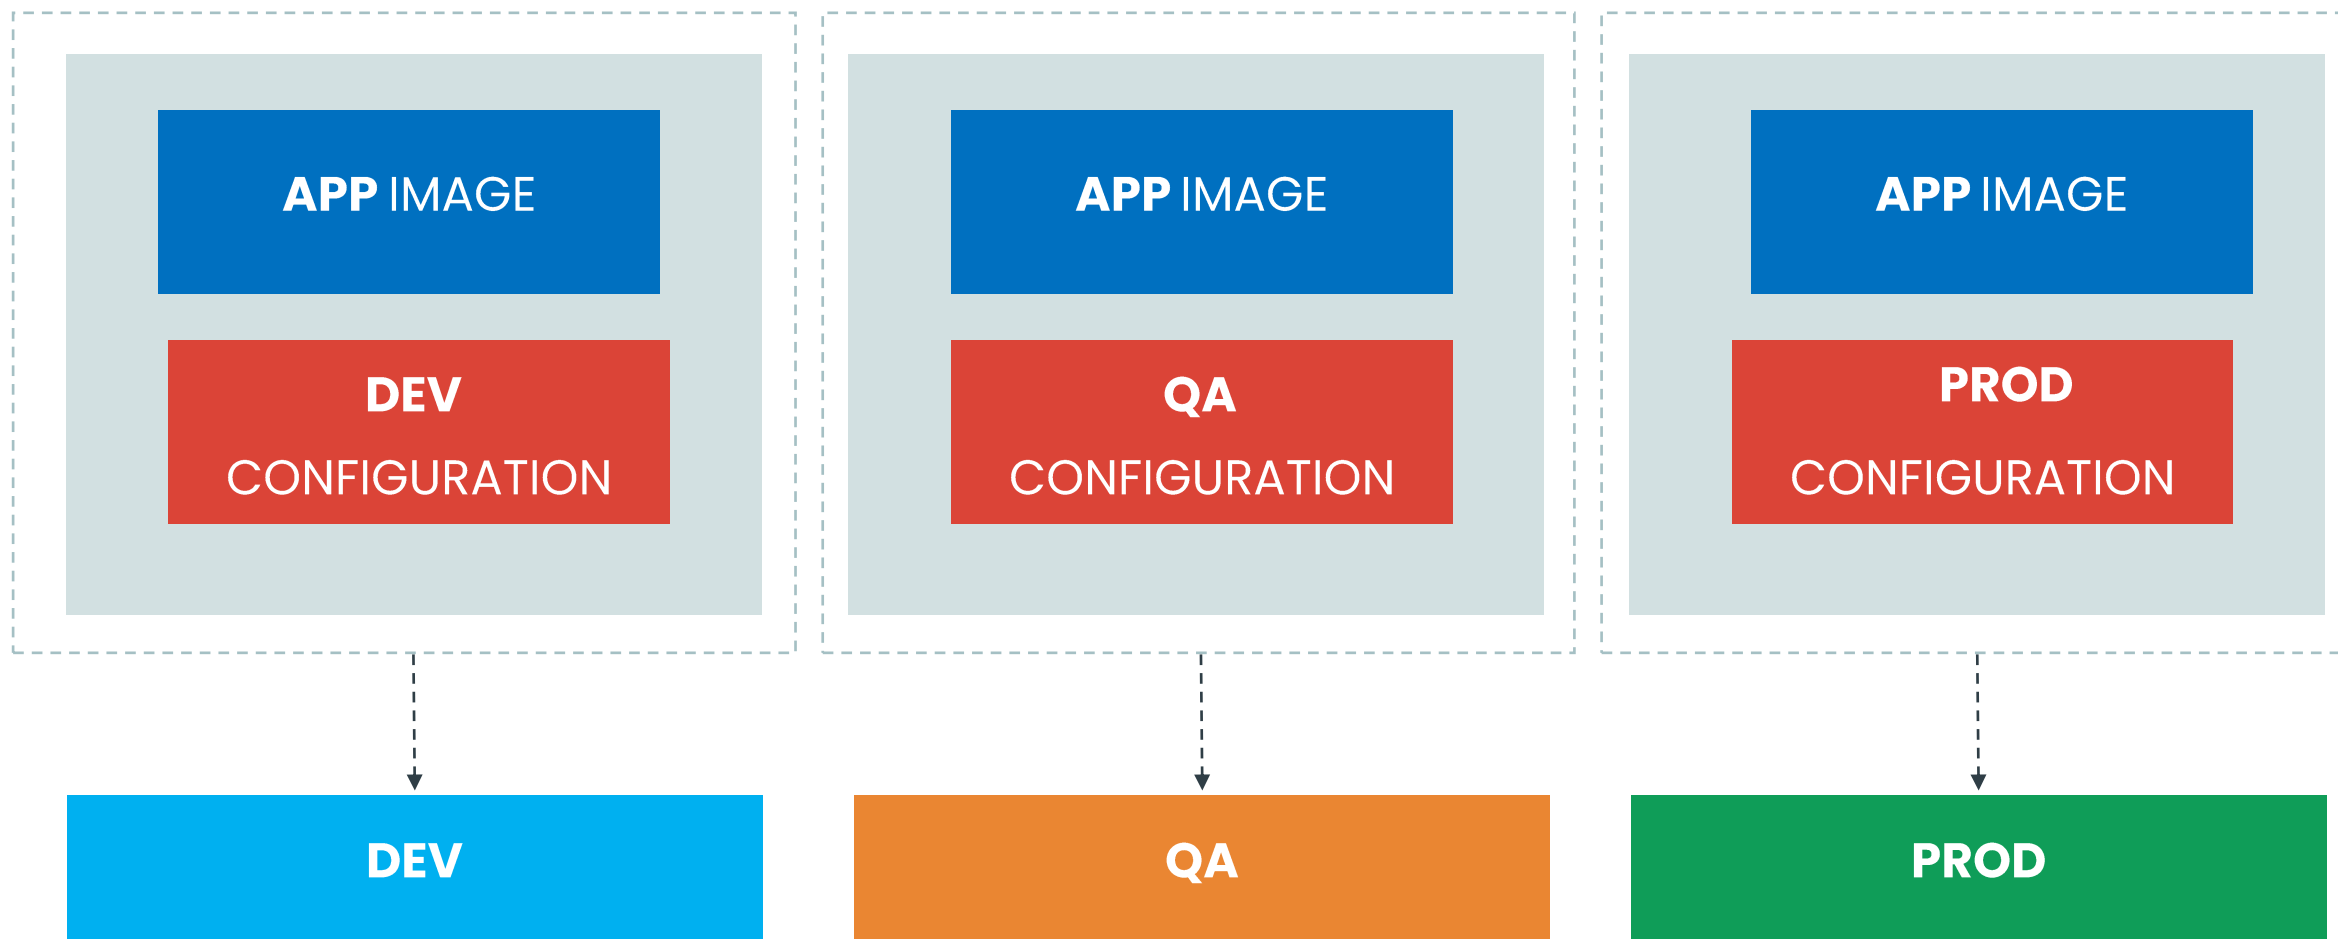 APP IMAGE
APP IMAGE
APP IMAGE
DEV
CONFIGURATION
QA
CONFIGURATION
PROD
CONFIGURATION
DEV
QA
PROD